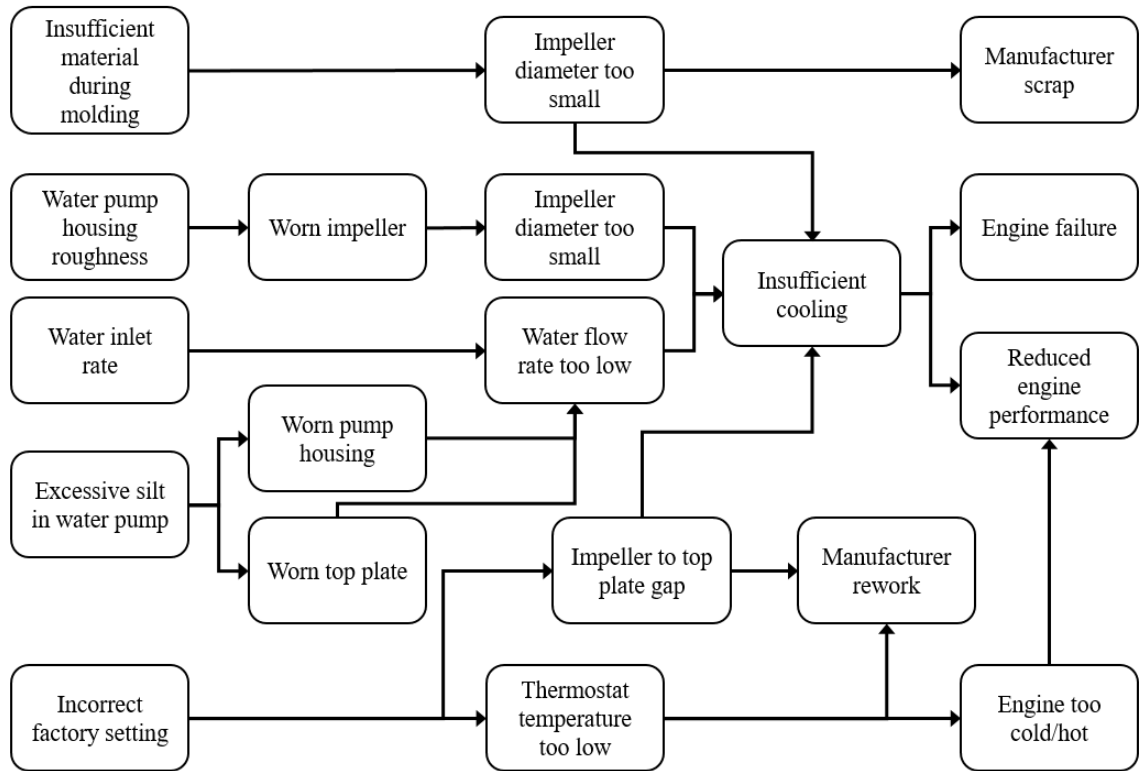 Insufficient
material
during
molding
Impeller
diameter too
small
Manufacturer
scrap
Water pump
housing
roughness
Worn impeller
Impeller
diameter too
small
Engine failure
Insufficient
cooling
Water inlet
rate
Water flow
rate too low
Reduced
engine
performance
Worn pump
housing
Excessive silt
in water pump
Worn top plate
Impeller to top
plate gap
Manufacturer
rework
Incorrect
factory setting
Thermostat
temperature
too low
Engine too
cold/hot